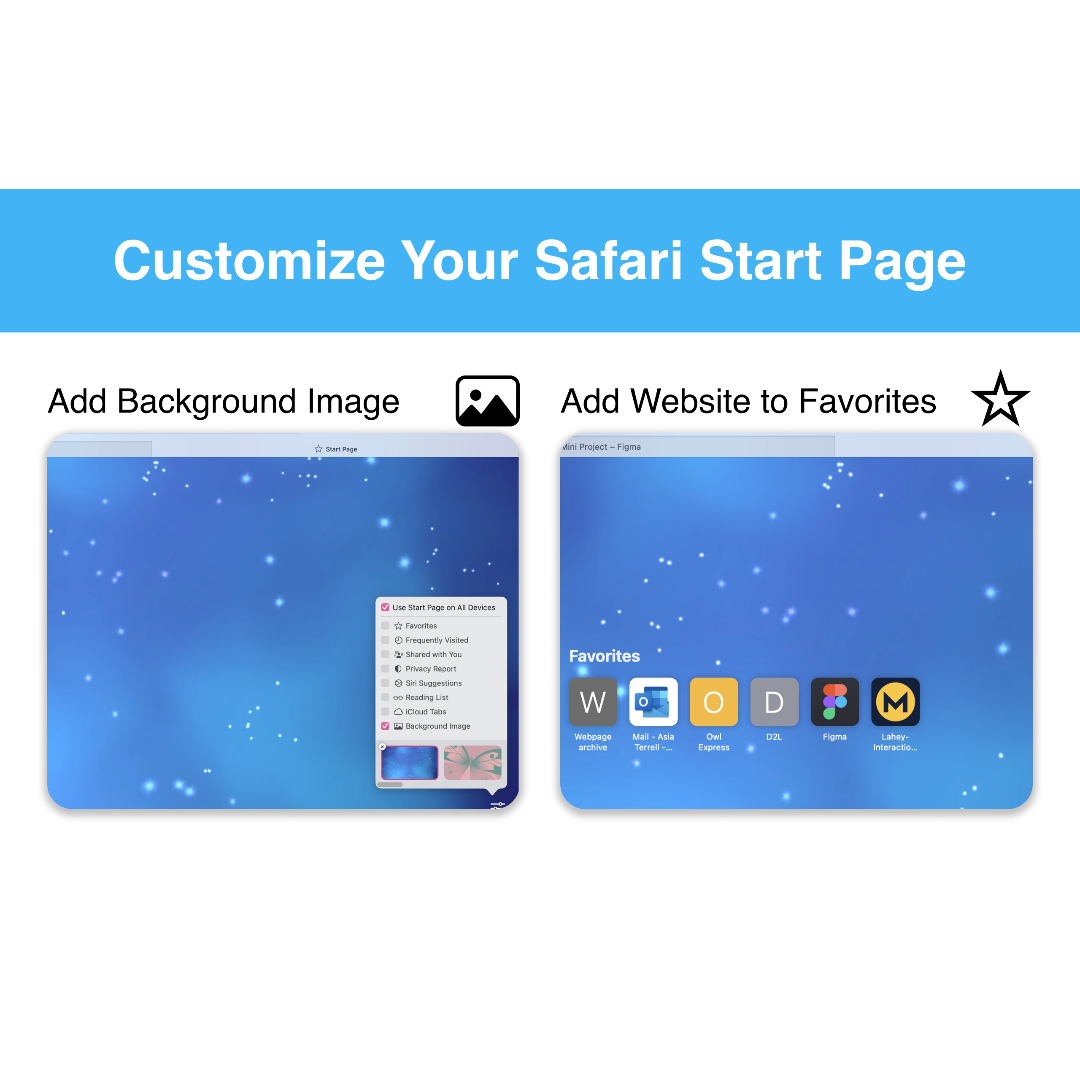 Customize Your Safari Start Page
Add Background Image
Start Page
Use Start Page on All Devices
Favorites
Frequently Visited
Shared with You
Privacy Report
Siri Suggestions
Reading List
iCloud Tabs
Background Image
Add Website to Favorites
Mini Project – Figma
Favorites
W
Webpage
archive
O
Mail - Asia
Terrell -...
O
Owl
Express
D
D2L
Figma
M
Lahey-
Interactio...